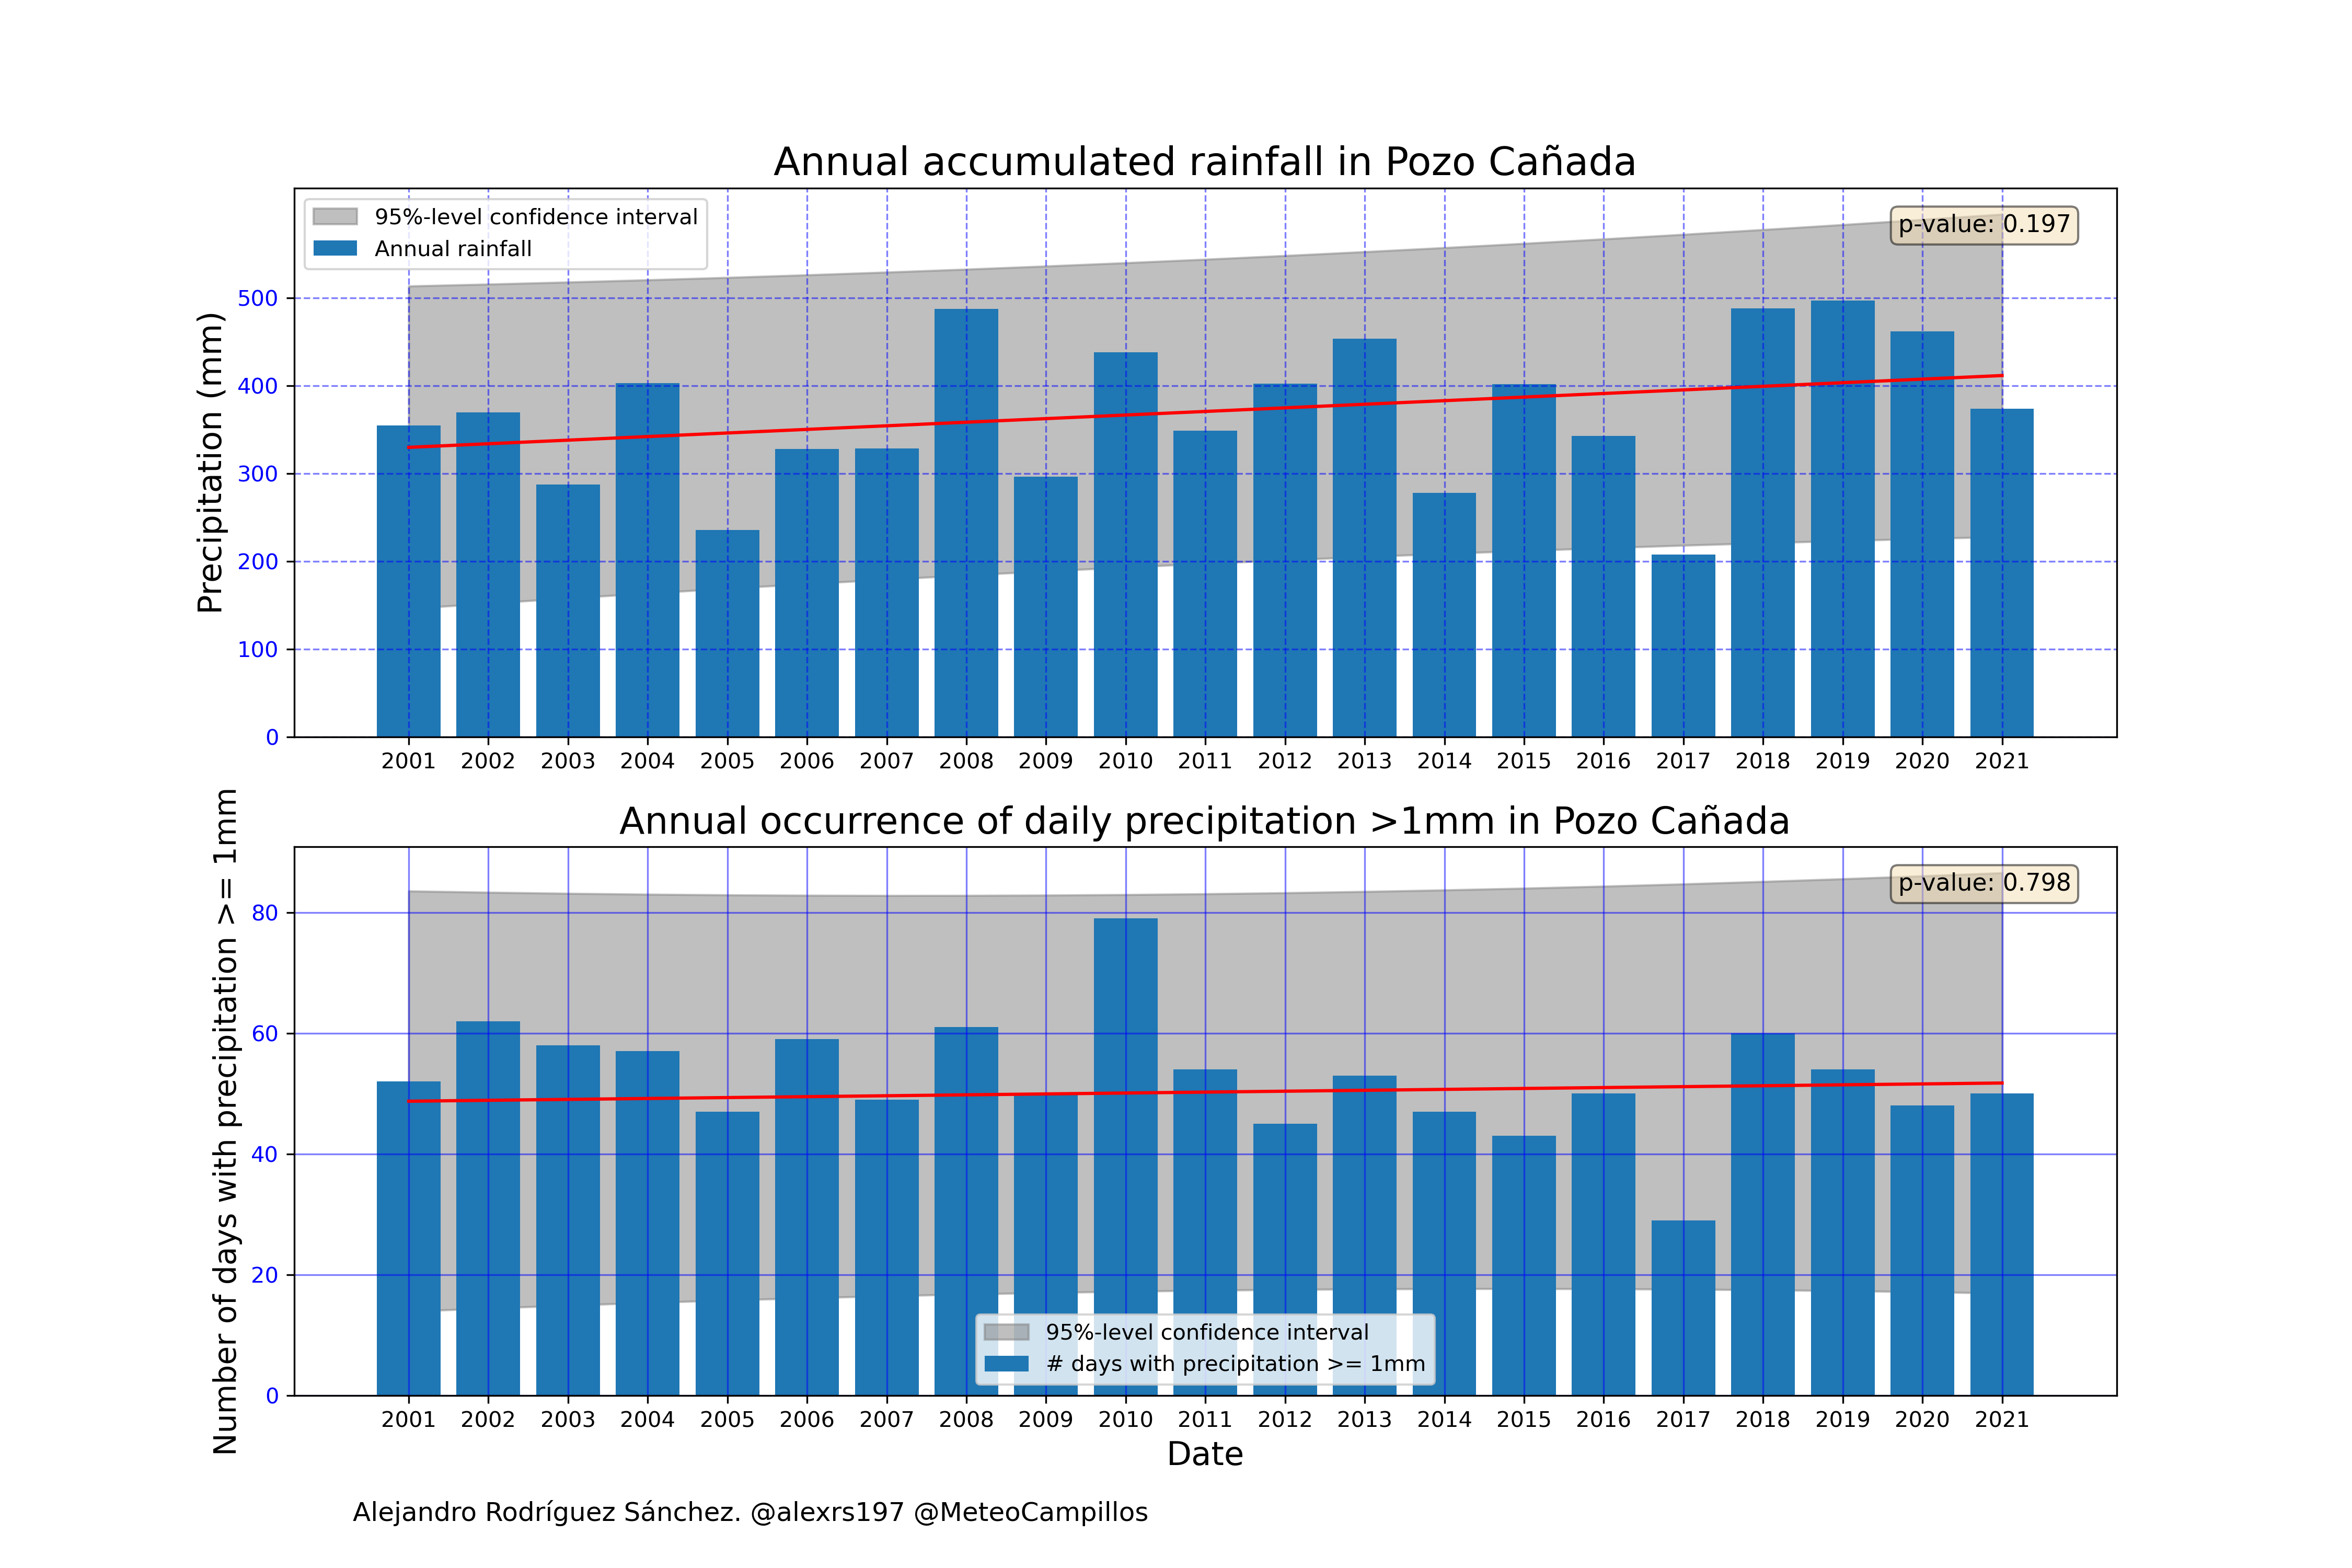 Annual accumulated rainfall in Pozo Cañada
95%-level confidence interval
Annual rainfall
p-value: 0.197
Precipitation (mm)
500
400
300
200
100
0
2001 2002 2003 2004 2005 2006 2007 2008 2009 2010 2011 2012 2013 2014 2015 2016 2017 2018 2019 2020 2021
Annual occurrence of daily precipitation >1mm in Pozo Cañada
p-value: 0.798
Number of days with precipitation >= 1mm
80
60
40
20
0
95%-level confidence interval
# days with precipitation >= 1mm
2001 2002 2003 2004 2005 2006 2007 2008 2009 2010 2011 2012 2013 2014 2015 2016 2017 2018 2019 2020 2021
Date
Alejandro Rodríguez Sánchez. @alexrs197 @MeteoCampillos